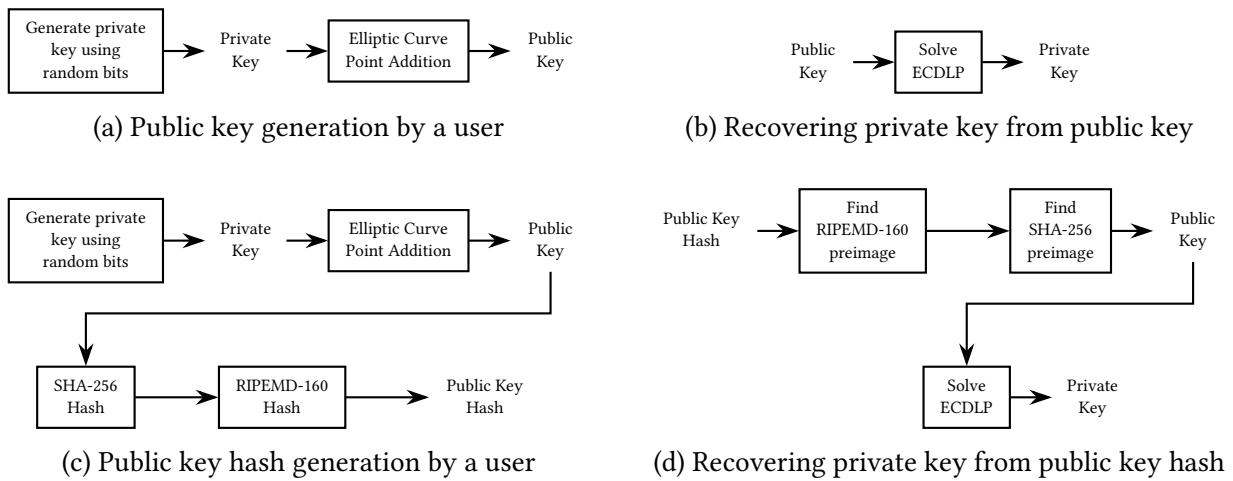 Generate private
key using
random bits
Private
Key
Elliptic Curve
Point Addition
Public
Key
(a) Public key generation by a user
Public
Key
Solve
ECDLP
Private
Key
(b) Recovering private key from public key
Generate private
key using
random bits
Private
Key
Elliptic Curve
Point Addition
Public
Key
SHA-256
Hash
RIPEMD-160
Hash
Public Key
Hash
(c) Public key hash generation by a user
Public Key
Hash
Find
RIPEMD-160
preimage
Find
SHA-256
preimage
Public
Key
Solve
ECDLP
Private
Key
(d) Recovering private key from public key hash